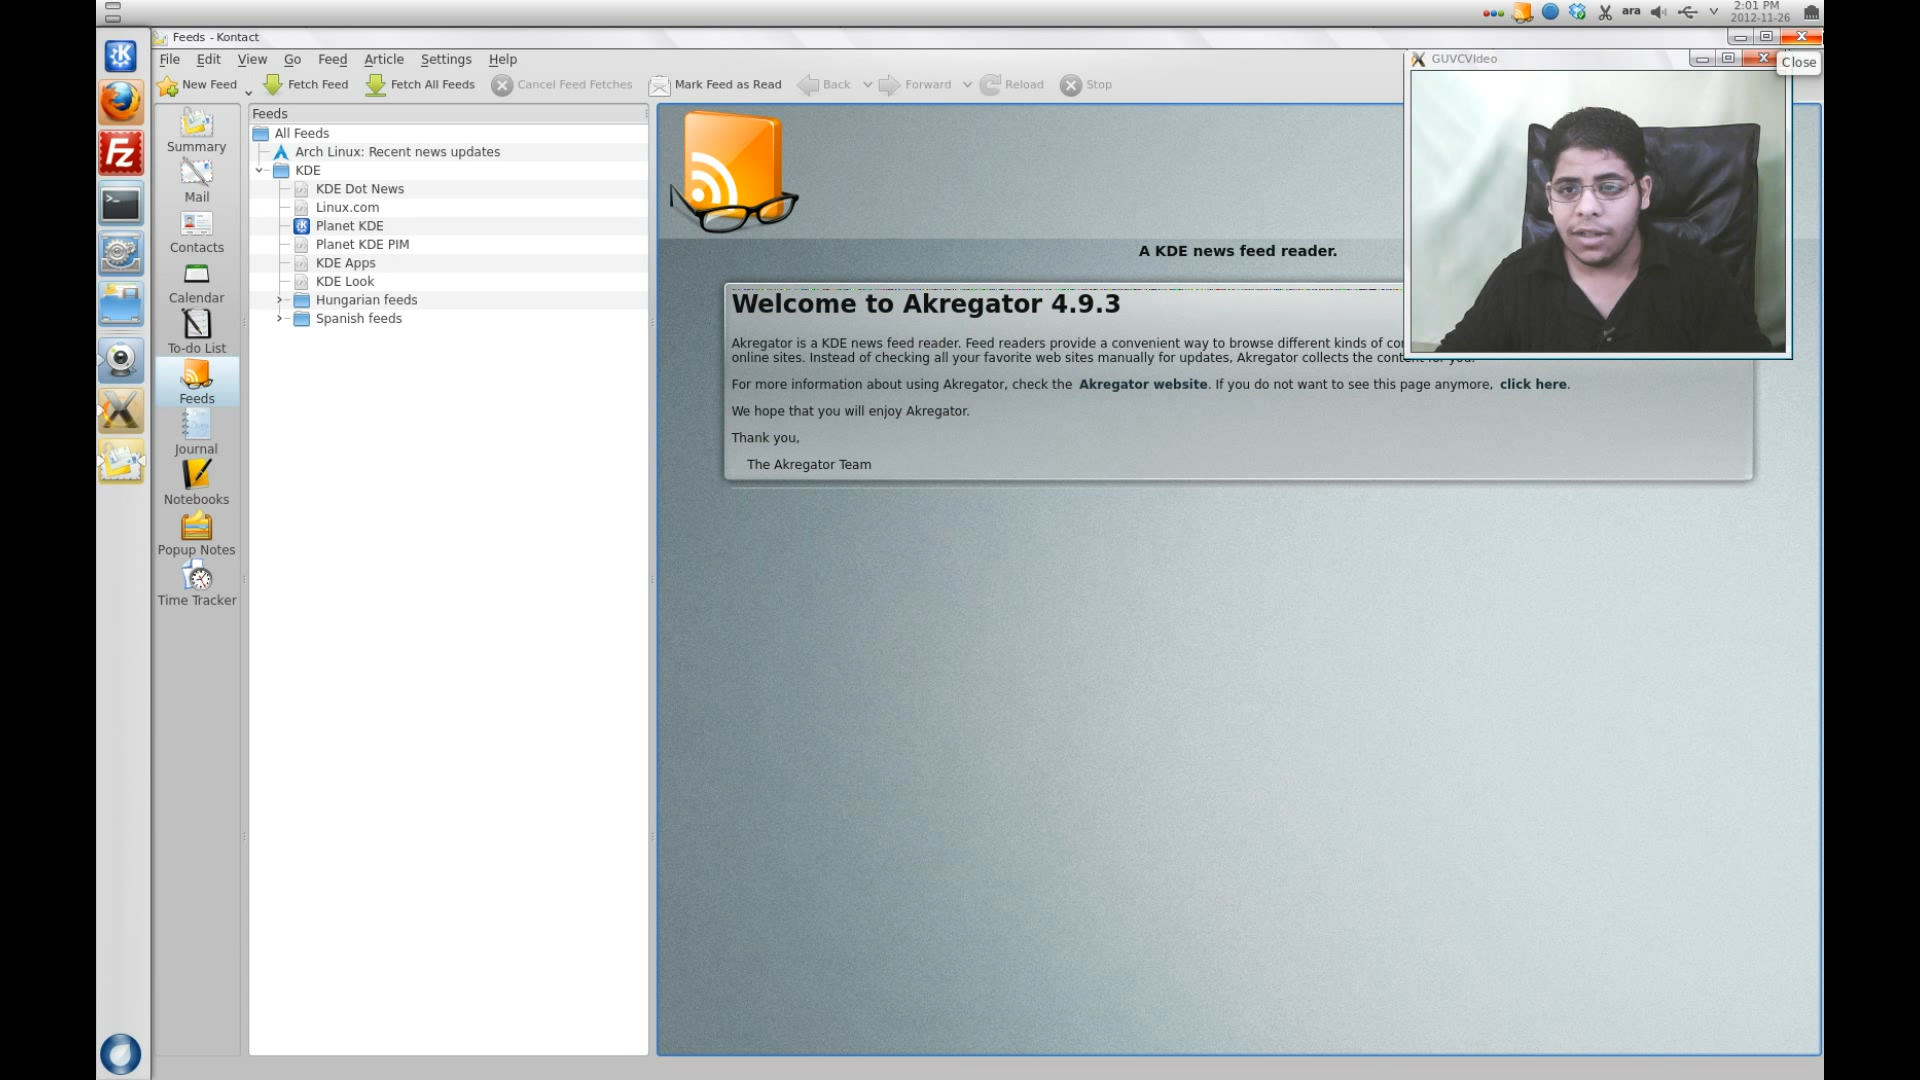 ara
2:01 PM
2012-11-26
Feeds - Kontact
File Edit View Go Feed Article Settings Help
GUVCVideo
Close
New Feed Fetch Feed Fetch All Feeds Cancel Feed Fetches Mark Feed as Read Back Forward Reload Stop
Summary
Mail
Contacts
Calendar
To-do List
Feeds
Journal
Notebooks
Popup Notes
Time Tracker
Feeds
All Feeds
Arch Linux: Recent news updates
KDE
KDE Dot News
Linux.com
Planet KDE
Planet KDE PIM
KDE Apps
KDE Look
Hungarian feeds
Spanish feeds
A KDE news feed reader.
Welcome to Akregator 4.9.3
Akregator is a KDE news feed reader. Feed readers provide a convenient way to browse different kinds of
online sites. Instead of checking all your favorite web sites manually for updates, Akregator collects the content for you.
For more information about using Akregator, check the Akregator website. If you do not want to see this page anymore, click here.
We hope that you will enjoy Akregator.
Thank you,
The Akregator Team